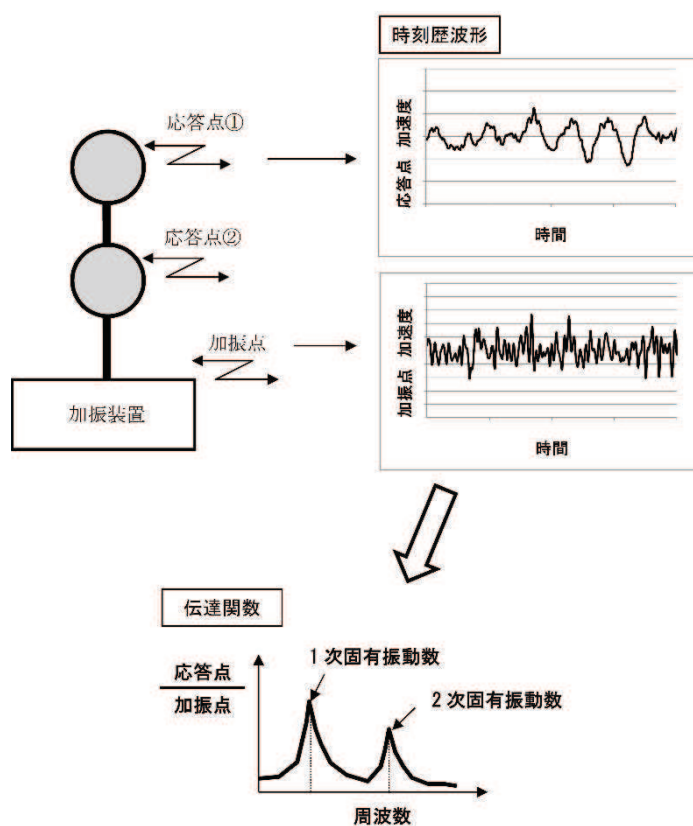 時刻歴波形
応答点①
応答点 加速度
時間
応答点②
加振点
加振点 加速度
時間
加振装置
伝達関数
応答点
加振点
1次固有振動数
2次固有振動数
周波数